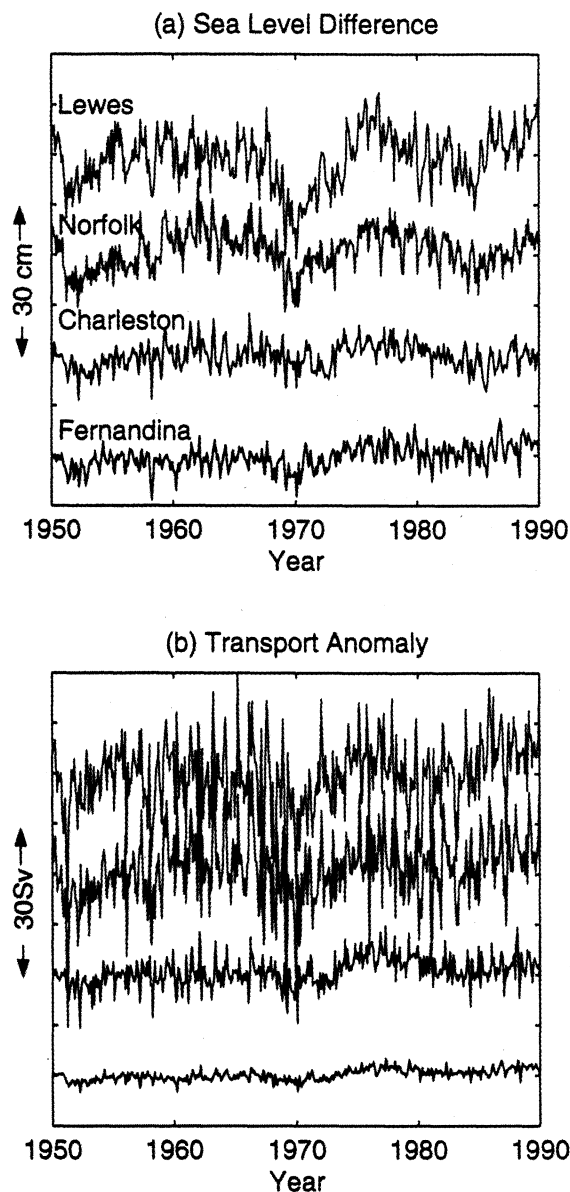 (a) Sea Level Difference
Lewes
Norfolk
← 30 cm →
Charleston
Fernandina
1950 1960 1970 1980 1990
Year
(b) Transport Anomaly
← 30Sv →
1950 1960 1970 1980 1990
Year